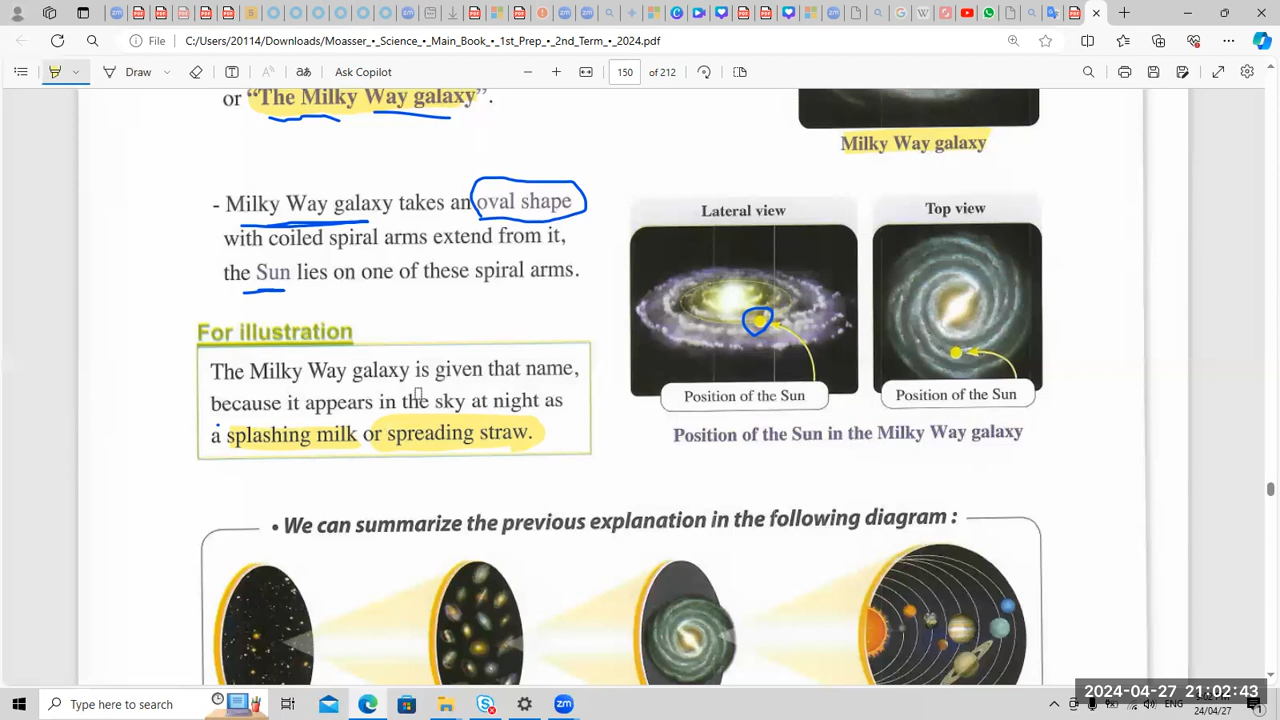 File
C:/Users/20114/Downloads/Moasser_•_Science_•_Main_Book_•_1st_Prep_•_2nd_Term_•_2024.pdf
Draw
Ask Copilot
150
of 212
or “The Milky Way galaxy”.
Milky Way galaxy
- Milky Way galaxy takes an oval shape
with coiled spiral arms extend from it,
the Sun lies on one of these spiral arms.
Lateral view
Top view
Position of the Sun
Position of the Sun
Position of the Sun in the Milky Way galaxy
For illustration
The Milky Way galaxy is given that name,
because it appears in the sky at night as
a splashing milk or spreading straw.
• We can summarize the previous explanation in the following diagram :
Type here to search
ENG
2024-04-27 21:02:43
24/04/27